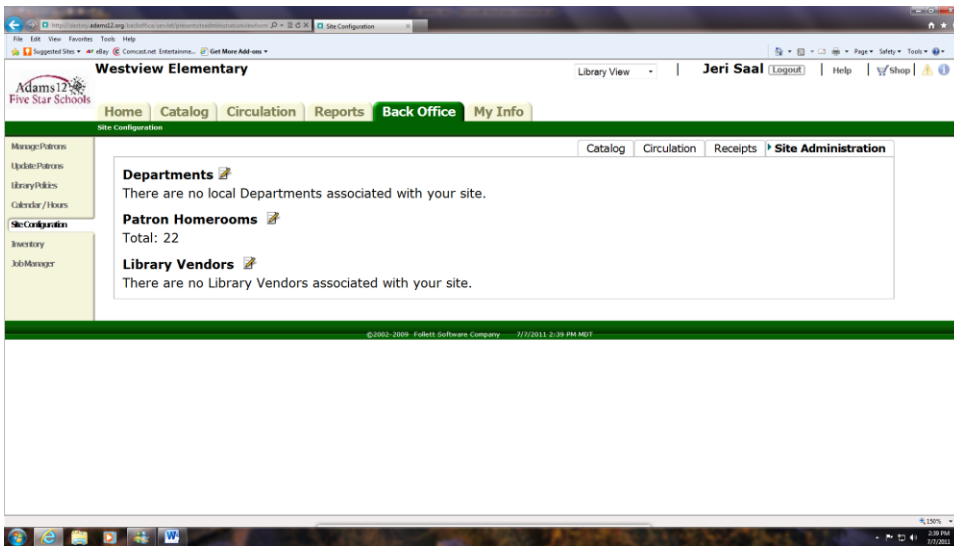 adams12.org
Site Configuration
File Edit View Favorites Tools Help
Suggested Sites eBay Comcast.net Entertainme... Get More Add-ons
Page Safety Tools
Westview Elementary
Library View
Jeri Saal Logout Help Shop
Adams12
Five Star Schools
Home Catalog Circulation Reports Back Office My Info
Site Configuration
Manage Patrons
Update Patrons
Library Policies
Calendar / Hours
Site Configuration
Inventory
Job Manager
Catalog Circulation Receipts Site Administration
Departments
There are no local Departments associated with your site.
Patron Homerooms
Total: 22
Library Vendors
There are no Library Vendors associated with your site.
©2002-2009 Follett Software Company 7/7/2011 2:39 PM MDT
150%
2:39 PM
7/7/2011